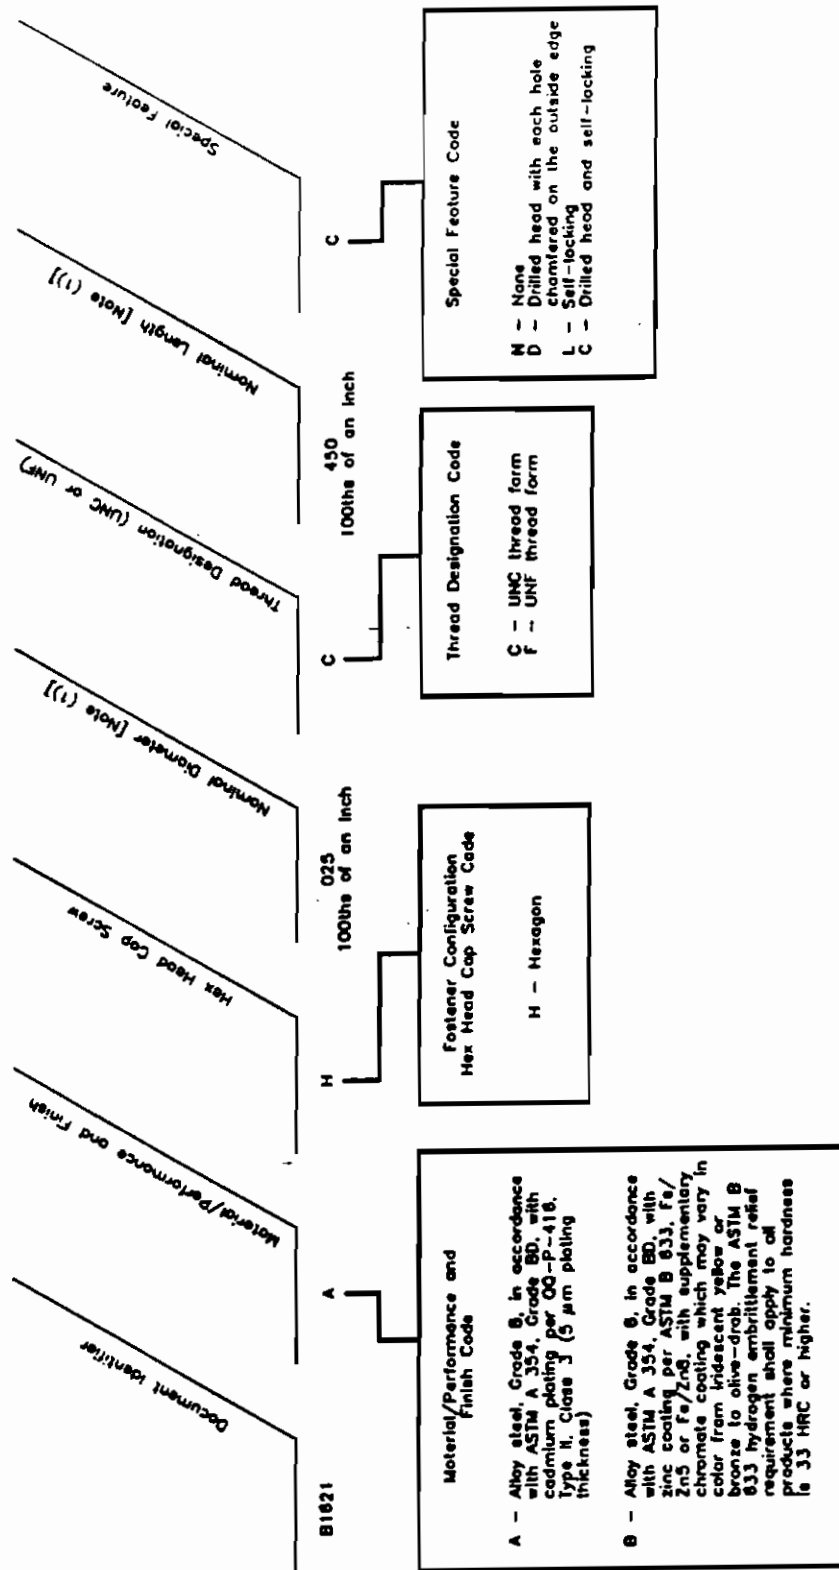 Document Identifier
Material/Performance and Finish
Hex Head Cap Screw
Nominal Diameter [Note (1)]
Thread Designation (UNC or UNF)
Nominal Length [Note (1)]
Special Feature
B1821
A
H
025
100ths of an inch
C
450
100ths of an inch
C
Material/Performance and
Finish Code
A - Alloy steel, Grade 8, in accordance
with ASTM A 354, Grade BD, with
cadmium plating per QQ-P-416,
Type II, Class 3 (5 µm plating
thickness)
B - Alloy steel, Grade 8, in accordance
with ASTM A 354, Grade BD, with
zinc coating per ASTM B 633, Fe/
Zn5 or Fe/Zn8, with supplementary
chromate coating which may vary in
color from iridescent yellow or
bronze to olive-drab. The ASTM B
633 hydrogen embrittlement relief
requirement shall apply to all
products where minimum hardness
is 33 HRC or higher.
Fastener Configuration
Hex Head Cap Screw Code
H - Hexagon
Thread Designation Code
C - UNC thread form
F - UNF thread form
Special Feature Code
N - None
D - Drilled head with each hole
chamfered on the outside edge
L - Self-locking
C - Drilled head and self-locking